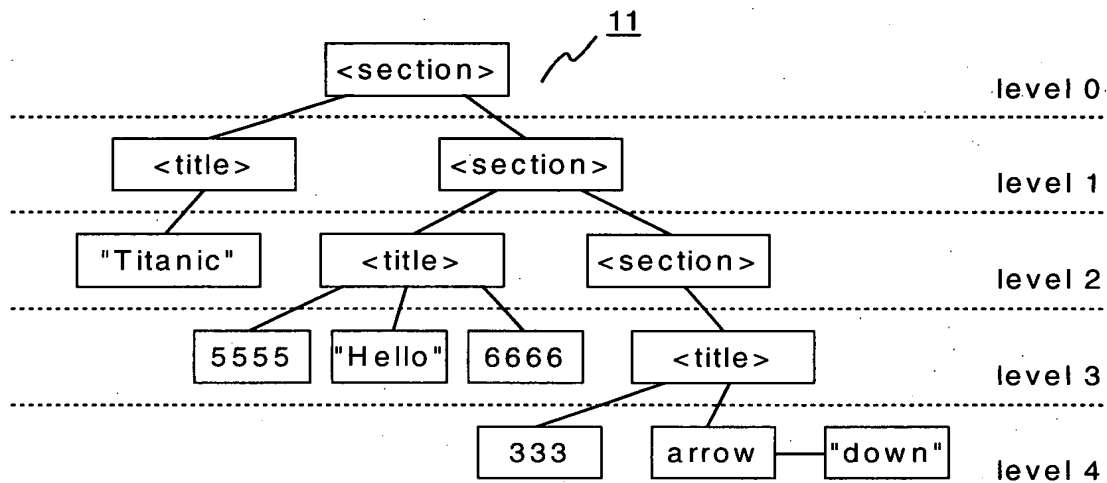 11
<section>
level 0
<title> <section>
level 1
"Titanic" <title> <section>
level 2
5555 "Hello" 6666 <title>
level 3
333 arrow "down"
level 4